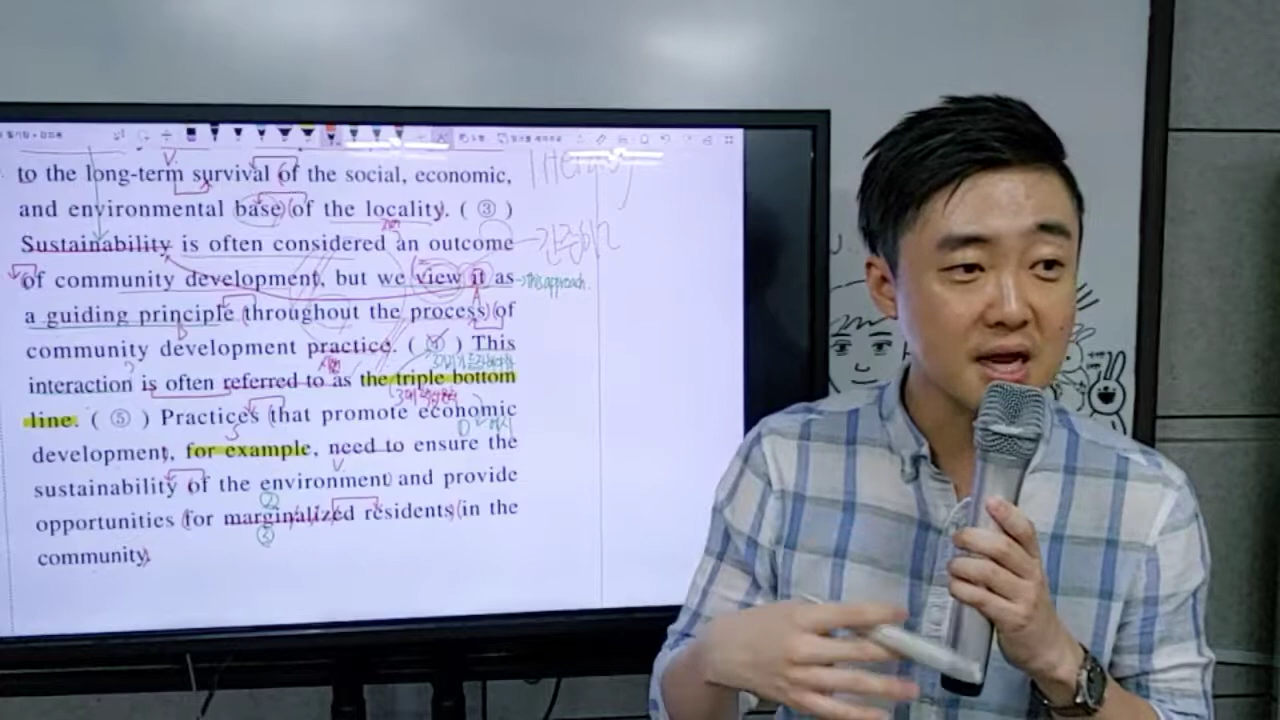 to the long-term survival of the social, economic,
and environmental base of the locality. ( ③ )
Sustainability is often considered an outcome
간주하다
of community development, but we view it as
→this approach.
a guiding principle throughout the process of
community development practice. ( ④ ) This
interaction is often referred to as the triple bottom
line. ( ⑤ ) Practices that promote economic
development, for example, need to ensure the
sustainability of the environment and provide
②
opportunities for marginalized residents in the
③
community.